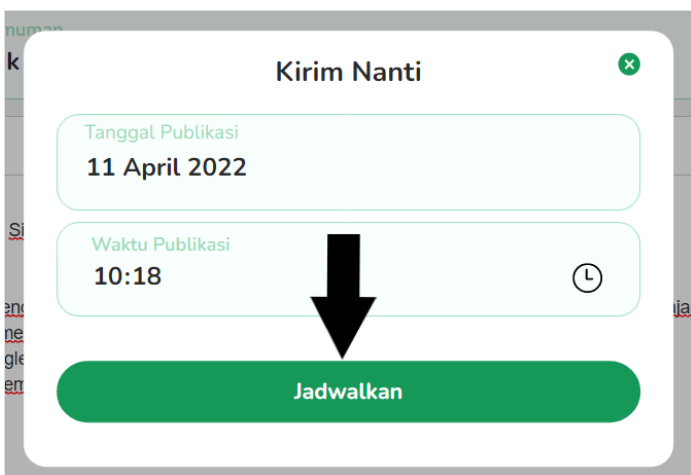 Kirim Nanti
Tanggal Publikasi
11 April 2022
Waktu Publikasi
10:18
Jadwalkan